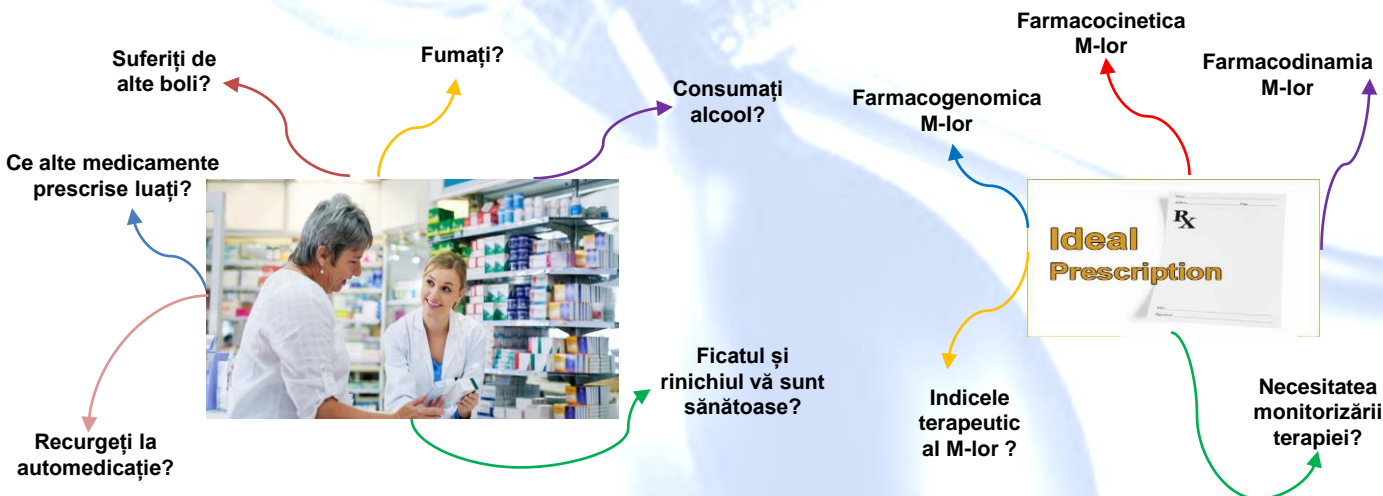 Suferiți de
alte boli?
Fumați?
Consumați
alcool?
Ce alte medicamente
prescrise luați?
Recurgeți la
automedicație?
Ficatul și
rinichiul vă sunt
sănătoase?
Farmacocinetica
M-lor
Farmacodinamia
M-lor
Farmacogenomica
M-lor
Ideal
Prescription
Rx
Indicele
terapeutic
al M-lor ?
Necesitatea
monitorizării
terapiei?